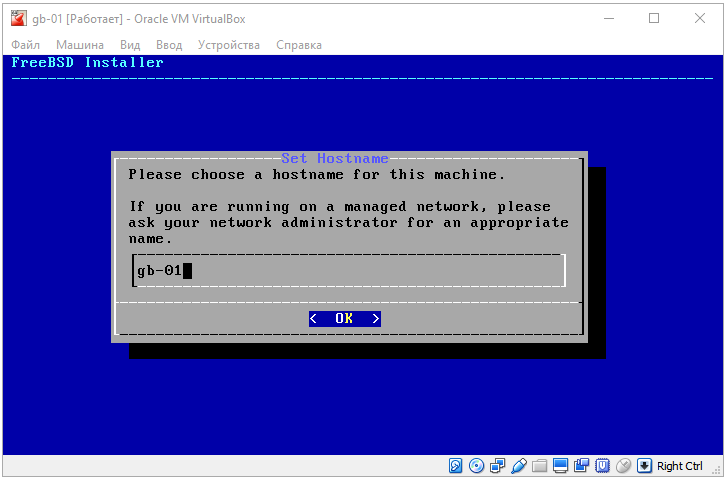 gb-01 [Работает] - Oracle VM VirtualBox
Файл Машина Вид Ввод Устройства Справка
FreeBSD Installer
Set Hostname
Please choose a hostname for this machine.
If you are running on a managed network, please
ask your network administrator for an appropriate
name.
gb-01
< OK >
Right Ctrl